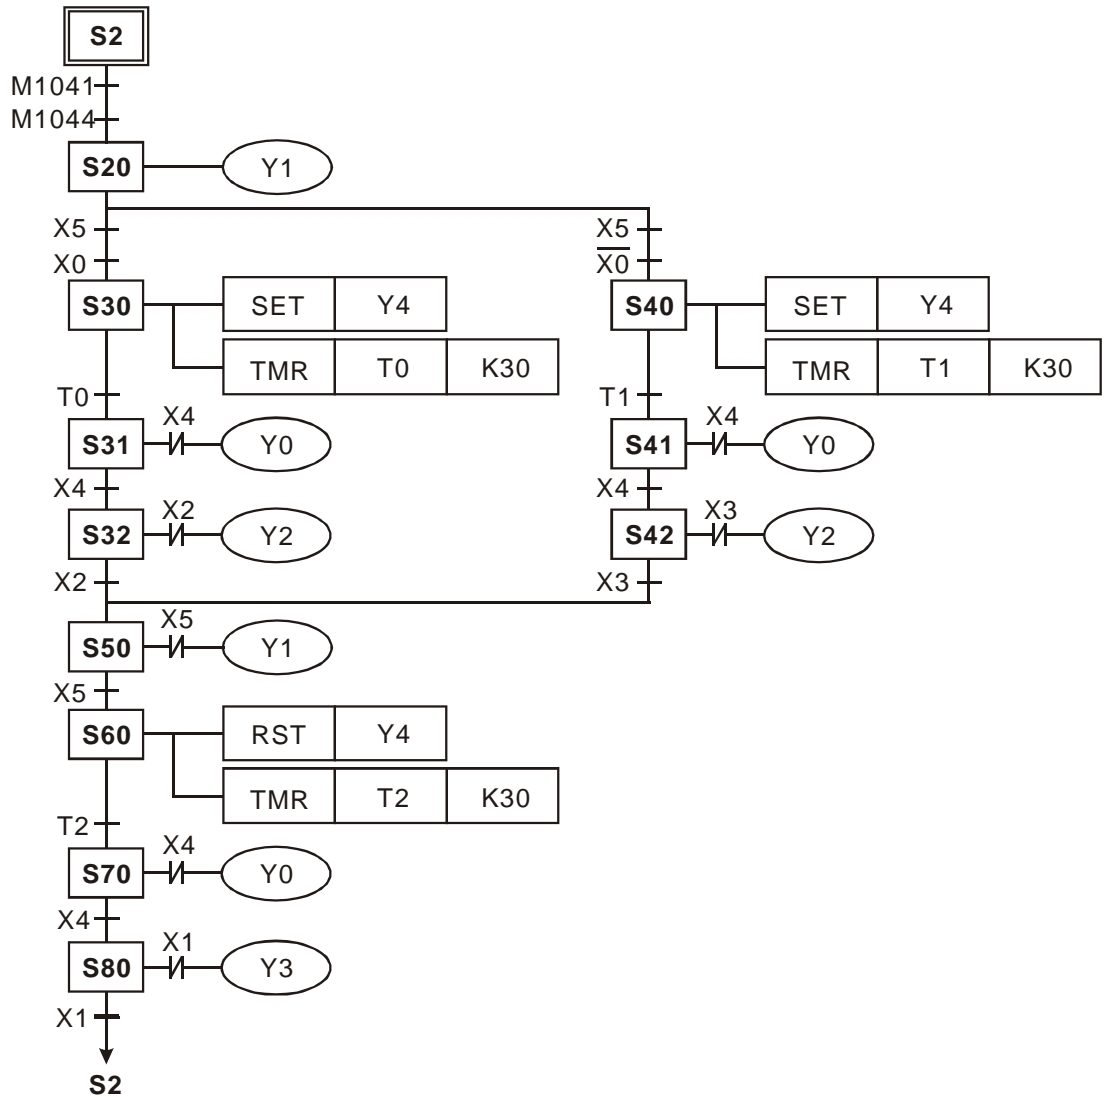 S2
M1041
M1044
S20 Y1
X5 X5
X0 X̅0̅
S30 SET Y4 S40 SET Y4
TMR T0 K30 TMR T1 K30
T0 X4 T1 X4
S31 Y0 S41 Y0
X4 X2 X4 X3
S32 Y2 S42 Y2
X2 X3
X5
S50 Y1
X5
S60 RST Y4
TMR T2 K30
T2 X4
S70 Y0
X4 X1
S80 Y3
X1
S2